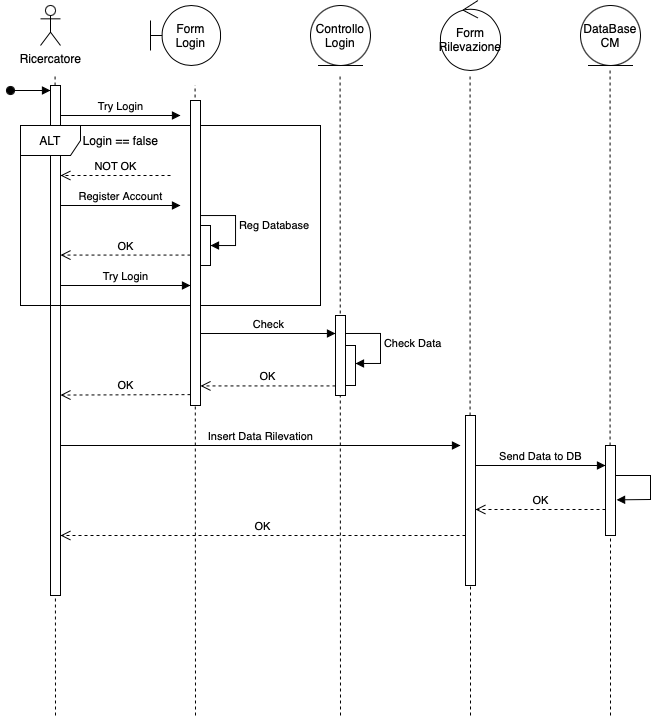 Ricercatore
Form
Login
Controllo
Login
Form
Rilevazione
DataBase
CM
Try Login
ALT
Login == false
NOT OK
Register Account
Reg Database
OK
Try Login
Check
Check Data
OK
OK
Insert Data Rilevation
Send Data to DB
OK
OK